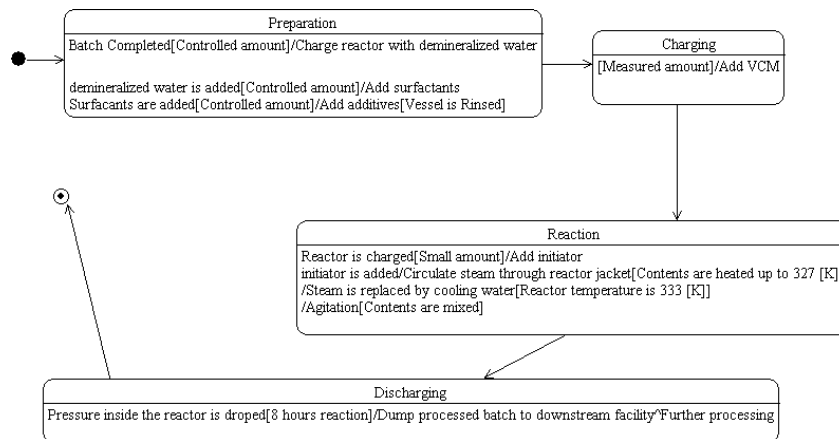 Preparation
Batch Completed[Controlled amount]/Charge reactor with demineralized water
demineralized water is added[Controlled amount]/Add surfactants
Surfacants are added[Controlled amount]/Add additives[Vessel is Rinsed]
Charging
[Measured amount]/Add VCM
Reaction
Reactor is charged[Small amount]/Add initiator
initiator is added/Circulate steam through reactor jacket[Contents are heated up to 327 [K]
/Steam is replaced by cooling water[Reactor temperature is 333 [K]]
/Agitation[Contents are mixed]
Discharging
Pressure inside the reactor is droped[8 hours reaction]/Dump processed batch to downstream facility^Further processing